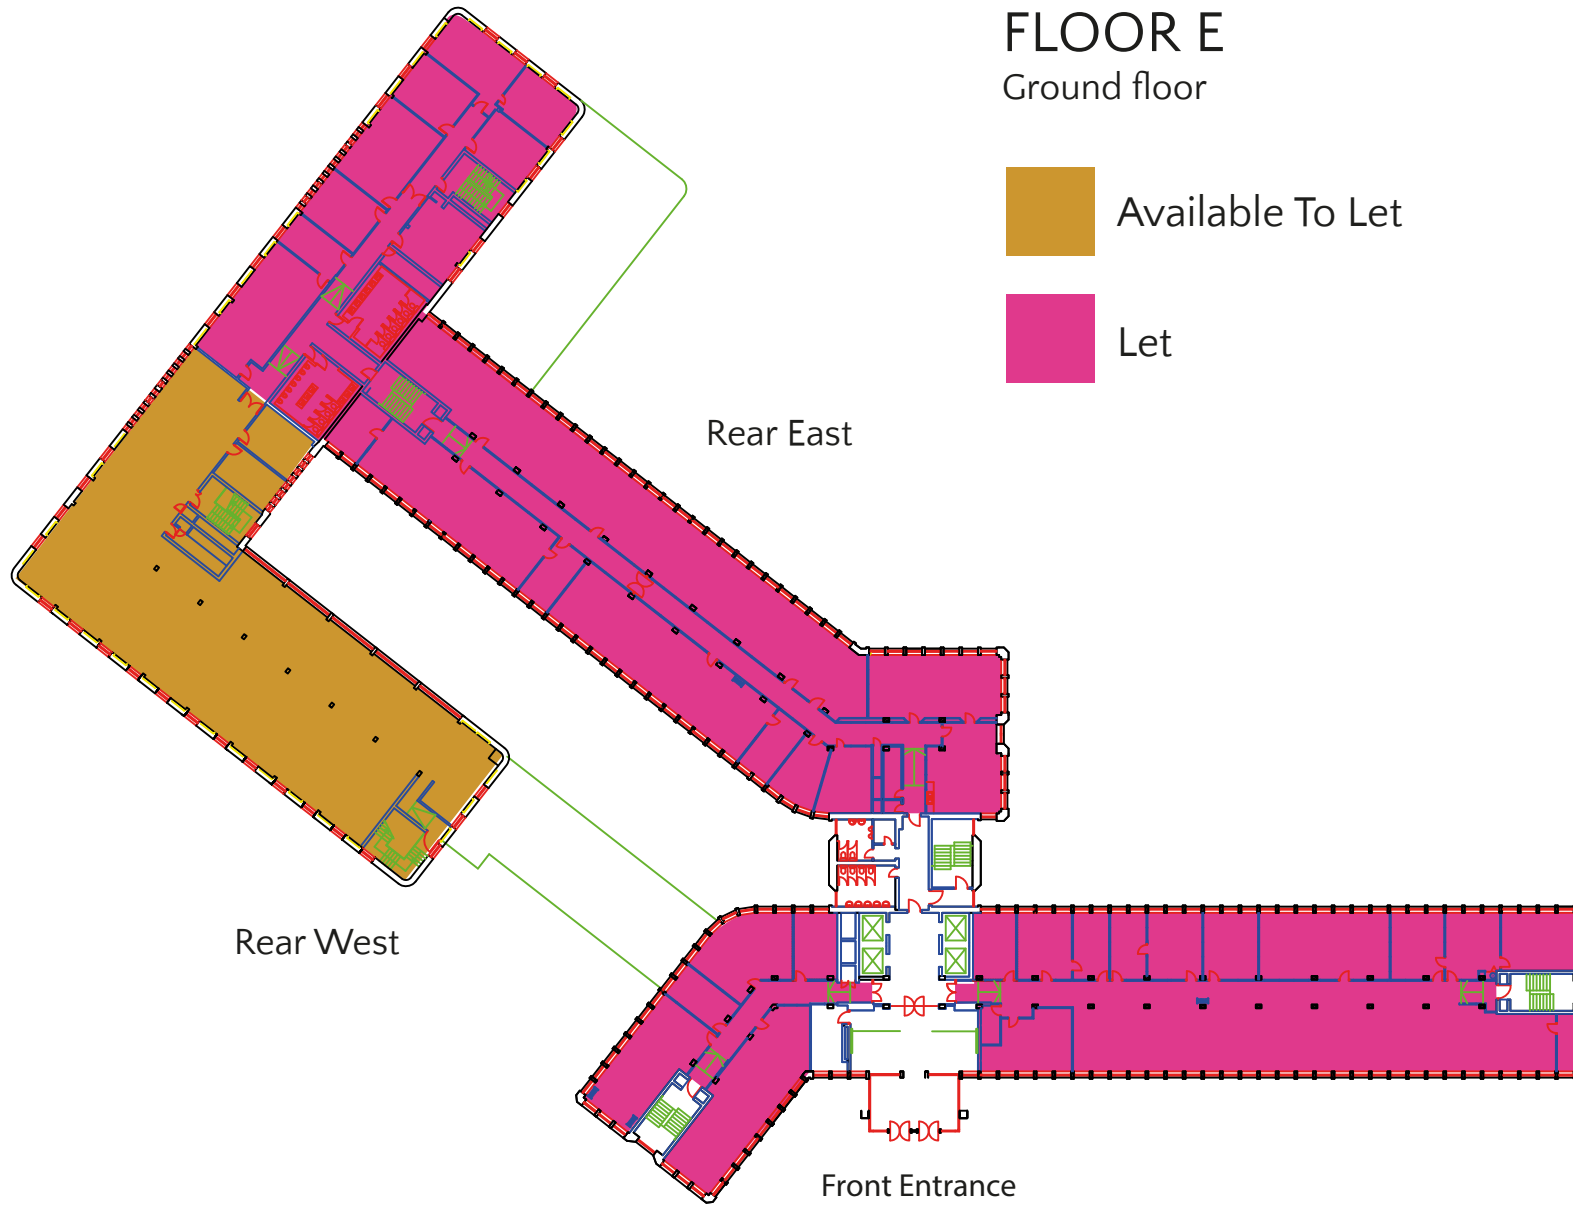 FLOOR E
Ground floor
Available To Let
Let
Rear East
Rear West
Front Entrance